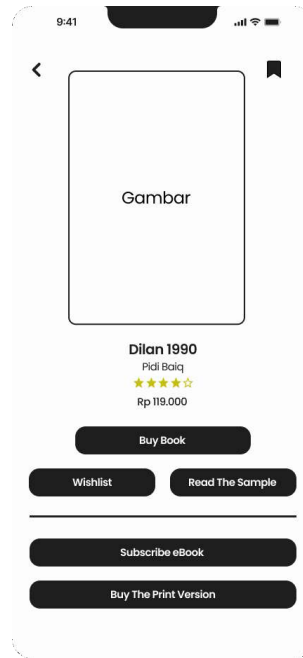 9:41
Gambar
Dilan 1990
Pidi Baiq
Rp 119.000
Buy Book
Wishlist
Read The Sample
Subscribe eBook
Buy The Print Version